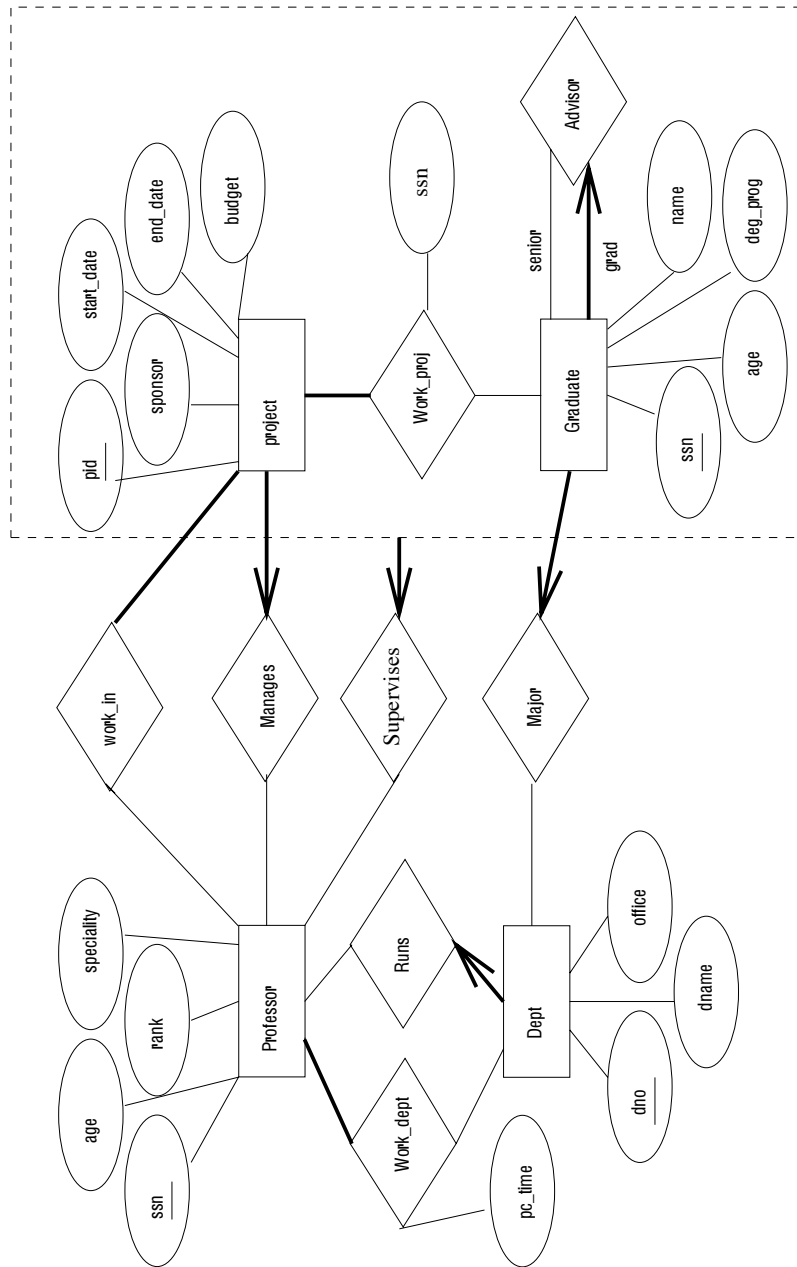 speciality
rank
age
ssn
Professor
work_in
pid
sponsor
start_date
end_date
budget
project
Manages
Supervises
Work_proj
ssn
Runs
Work_dept
pc_time
Dept
dno
dname
office
Major
Graduate
senior
grad
Advisor
ssn
age
deg_prog
name